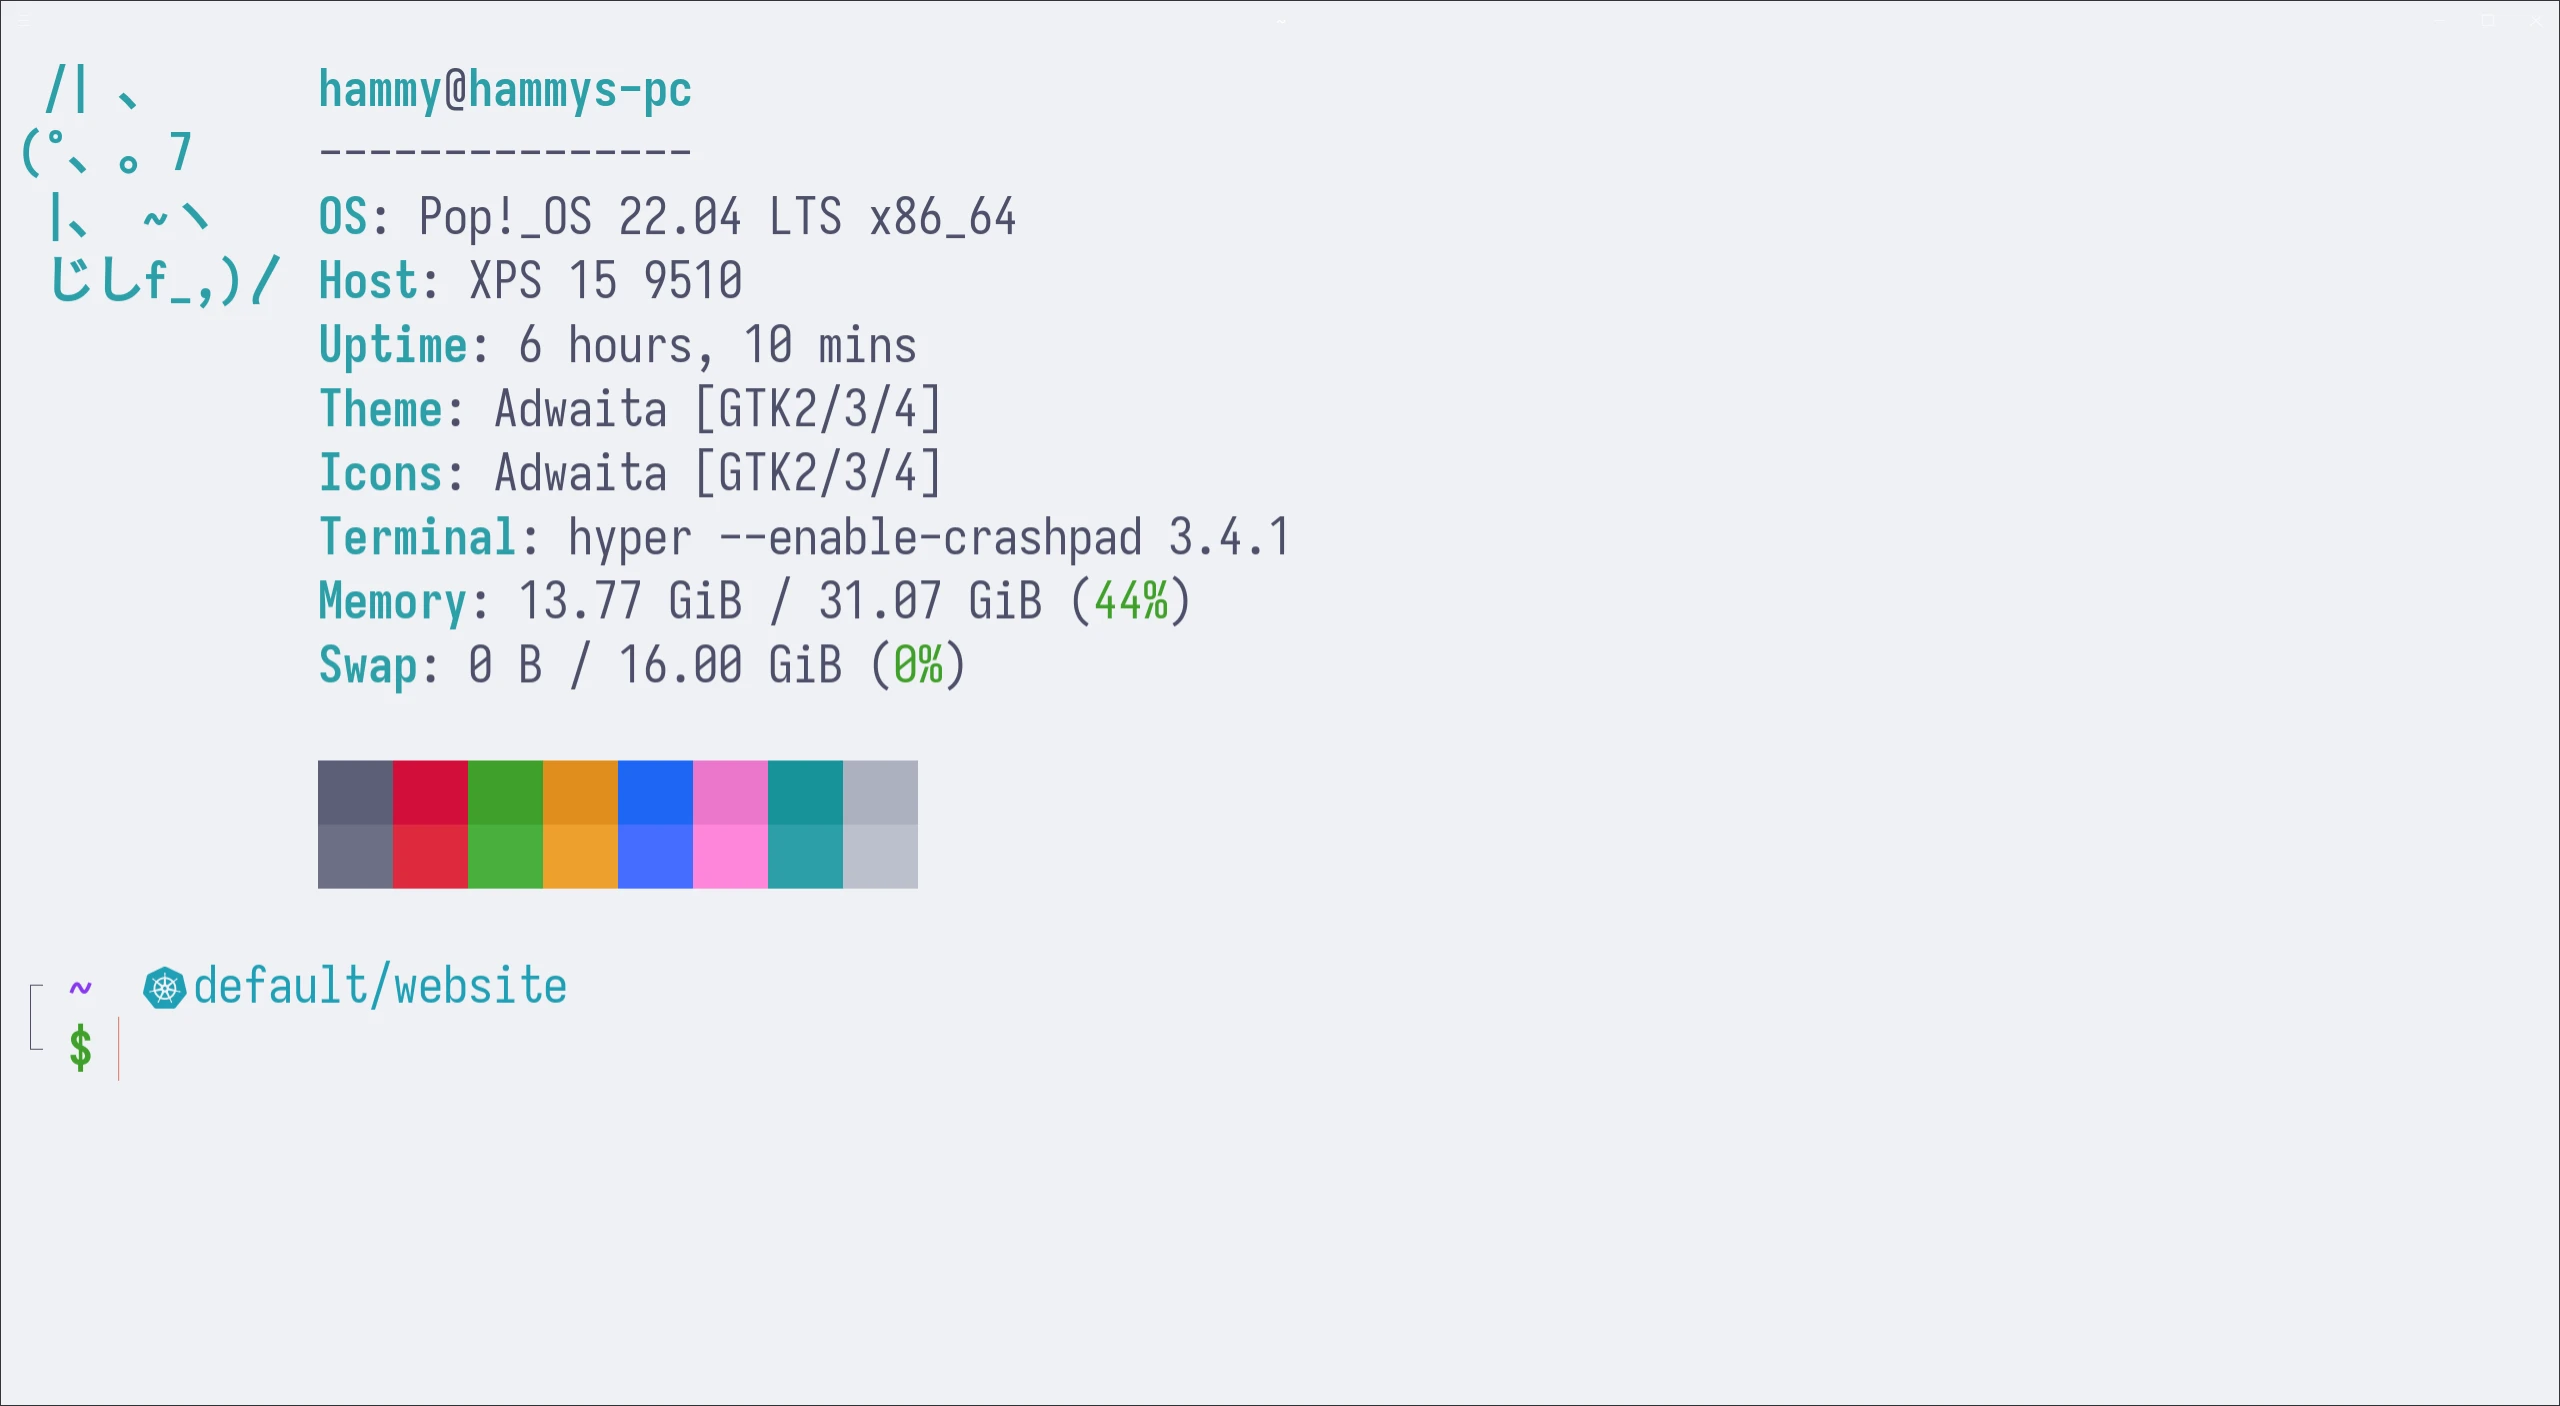 /| 、
(°、。7
|、 ~ヽ
じしf_,)/
hammy@hammys-pc
---------------
OS: Pop!_OS 22.04 LTS x86_64
Host: XPS 15 9510
Uptime: 6 hours, 10 mins
Theme: Adwaita [GTK2/3/4]
Icons: Adwaita [GTK2/3/4]
Terminal: hyper --enable-crashpad 3.4.1
Memory: 13.77 GiB / 31.07 GiB (44%)
Swap: 0 B / 16.00 GiB (0%)
~ default/website
$